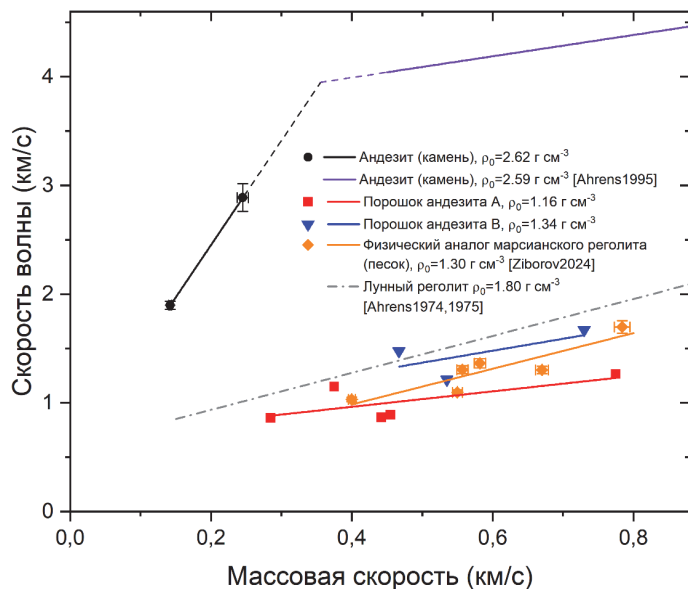 Скорость волны (км/с)
4
3
2
1
0
Андезит (камень), ρ₀=2.62 г см⁻³
Андезит (камень), ρ₀=2.59 г см⁻³ [Ahrens1995]
Порошок андезита A, ρ₀=1.16 г см⁻³
Порошок андезита B, ρ₀=1.34 г см⁻³
Физический аналог марсианского реголита
(песок), ρ₀=1.30 г см⁻³ [Ziborov2024]
Лунный реголит ρ₀=1.80 г см⁻³
[Ahrens1974,1975]
0,0 0,2 0,4 0,6 0,8
Массовая скорость (км/с)